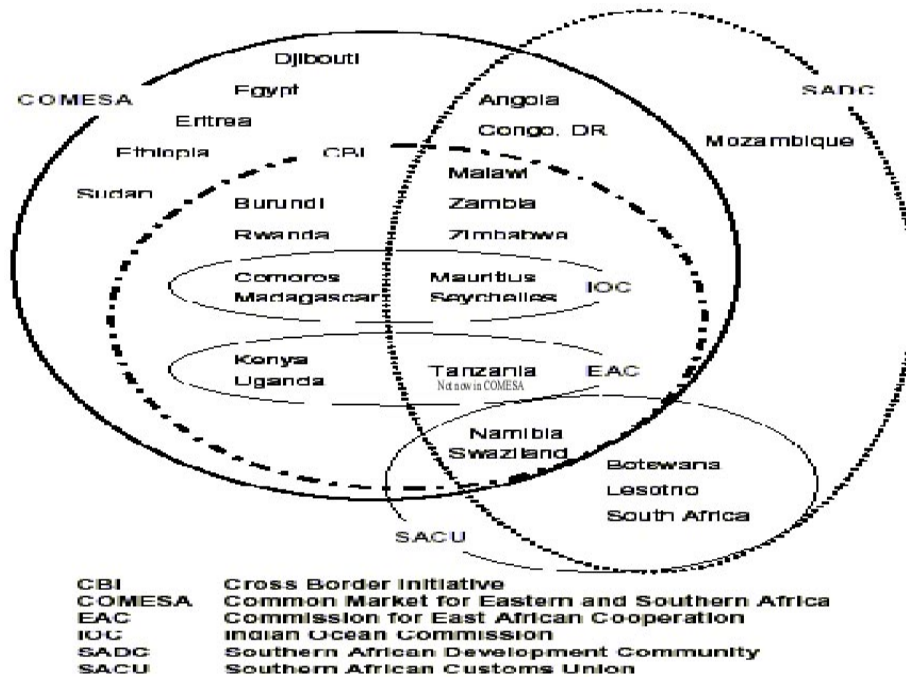 Djibouti
COMESA
Egypt
Eritrea
Ethiopia
Sudan
CBI
Angola
Congo, DR
SADC
Mozambique
Malawi
Burundi
Zambia
Rwanda
Zimbabwe
Comoros
Mauritius
Madagascar
Seychelles
IOC
Kenya
Uganda
Tanzania
Not now in COMESA
EAC
Namibia
Swaziland
Botswana
Lesotho
South Africa
SACU
CBI Cross Border Initiative
COMESA Common Market for Eastern and Southern Africa
EAC Commission for East African Cooperation
IOC Indian Ocean Commission
SADC Southern African Development Community
SACU Southern African Customs Union